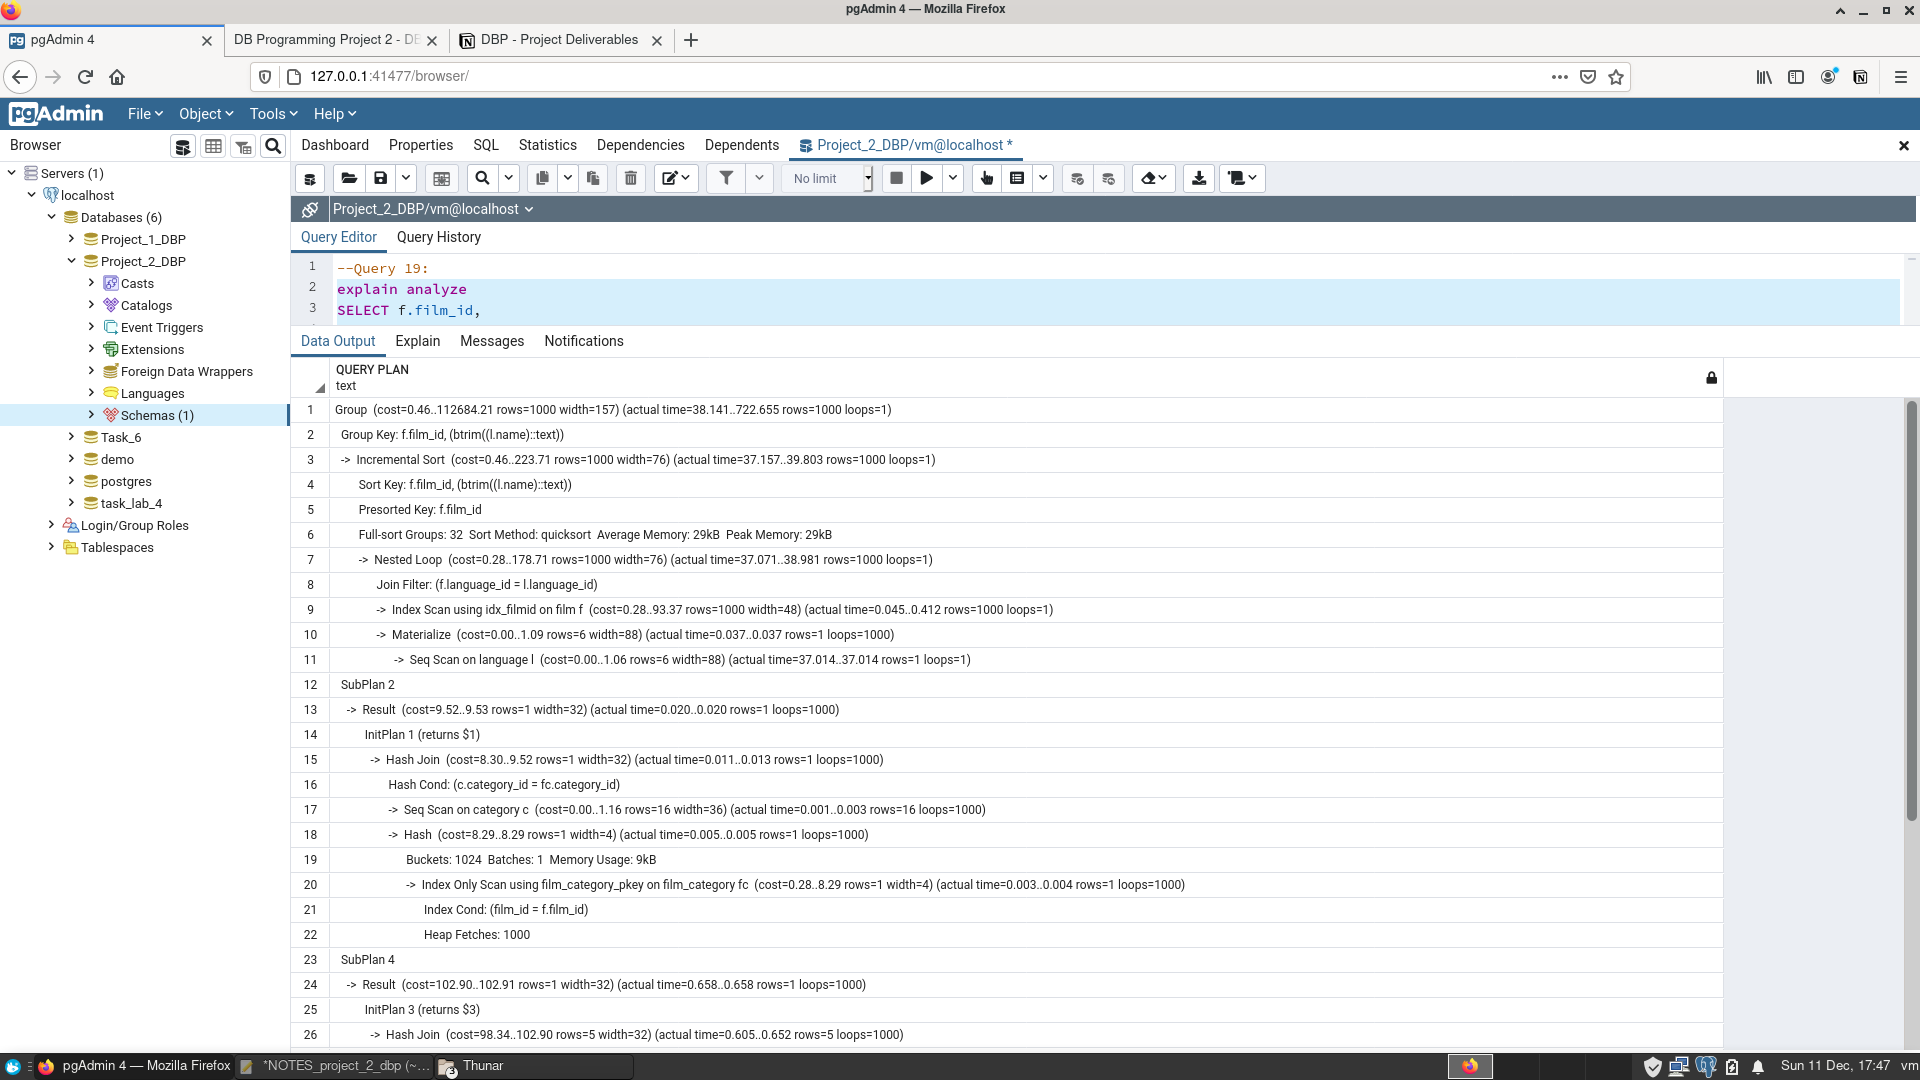 pgAdmin 4 — Mozilla Firefox
pgAdmin 4
DB Programming Project 2 - DE
DBP - Project Deliverables
127.0.0.1:41477/browser/
pgAdmin File Object Tools Help
Browser
Dashboard Properties SQL Statistics Dependencies Dependents Project_2_DBP/vm@localhost *
No limit
Project_2_DBP/vm@localhost
Query Editor Query History
Servers (1)
localhost
Databases (6)
Project_1_DBP
Project_2_DBP
Casts
Catalogs
Event Triggers
Extensions
Foreign Data Wrappers
Languages
Schemas (1)
Task_6
demo
postgres
task_lab_4
Login/Group Roles
Tablespaces
1 --Query 19:
2 explain analyze
3 SELECT f.film_id,
Data Output Explain Messages Notifications
QUERY PLAN
text
1 Group (cost=0.46..112684.21 rows=1000 width=157) (actual time=38.141..722.655 rows=1000 loops=1)
2 Group Key: f.film_id, (btrim((l.name)::text))
3 -> Incremental Sort (cost=0.46..223.71 rows=1000 width=76) (actual time=37.157..39.803 rows=1000 loops=1)
4 Sort Key: f.film_id, (btrim((l.name)::text))
5 Presorted Key: f.film_id
6 Full-sort Groups: 32 Sort Method: quicksort Average Memory: 29kB Peak Memory: 29kB
7 -> Nested Loop (cost=0.28..178.71 rows=1000 width=76) (actual time=37.071..38.981 rows=1000 loops=1)
8 Join Filter: (f.language_id = l.language_id)
9 -> Index Scan using idx_filmid on film f (cost=0.28..93.37 rows=1000 width=48) (actual time=0.045..0.412 rows=1000 loops=1)
10 -> Materialize (cost=0.00..1.09 rows=6 width=88) (actual time=0.037..0.037 rows=1 loops=1000)
11 -> Seq Scan on language l (cost=0.00..1.06 rows=6 width=88) (actual time=37.014..37.014 rows=1 loops=1)
12 SubPlan 2
13 -> Result (cost=9.52..9.53 rows=1 width=32) (actual time=0.020..0.020 rows=1 loops=1000)
14 InitPlan 1 (returns $1)
15 -> Hash Join (cost=8.30..9.52 rows=1 width=32) (actual time=0.011..0.013 rows=1 loops=1000)
16 Hash Cond: (c.category_id = fc.category_id)
17 -> Seq Scan on category c (cost=0.00..1.16 rows=16 width=36) (actual time=0.001..0.003 rows=16 loops=1000)
18 -> Hash (cost=8.29..8.29 rows=1 width=4) (actual time=0.005..0.005 rows=1 loops=1000)
19 Buckets: 1024 Batches: 1 Memory Usage: 9kB
20 -> Index Only Scan using film_category_pkey on film_category fc (cost=0.28..8.29 rows=1 width=4) (actual time=0.003..0.004 rows=1 loops=1000)
21 Index Cond: (film_id = f.film_id)
22 Heap Fetches: 1000
23 SubPlan 4
24 -> Result (cost=102.90..102.91 rows=1 width=32) (actual time=0.658..0.658 rows=1 loops=1000)
25 InitPlan 3 (returns $3)
26 -> Hash Join (cost=98.34..102.90 rows=5 width=32) (actual time=0.605..0.652 rows=5 loops=1000)
pgAdmin 4 — Mozilla Firefox
*NOTES_project_2_dbp (~...
3 Thunar
Sun 11 Dec, 17:47 vm